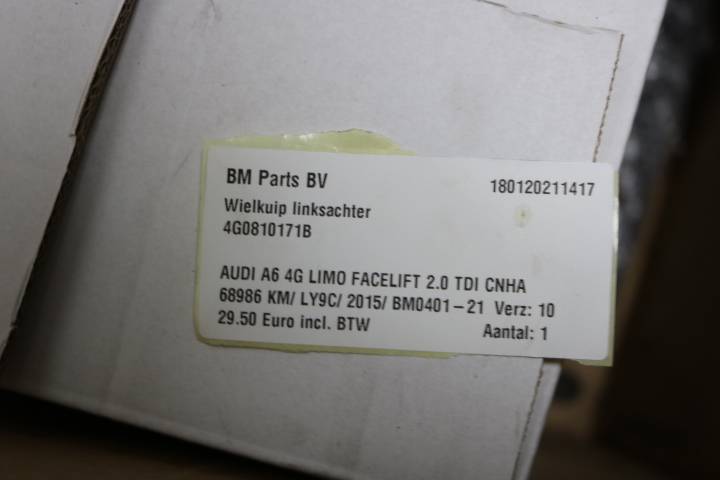 BM Parts BV 180120211417
Wielkuip linksachter
4G0810171B
AUDI A6 4G LIMO FACELIFT 2.0 TDI CNHA
68986 KM/ LY9C/ 2015/ BM0401-21 Verz: 10
29.50 Euro incl. BTW Aantal: 1